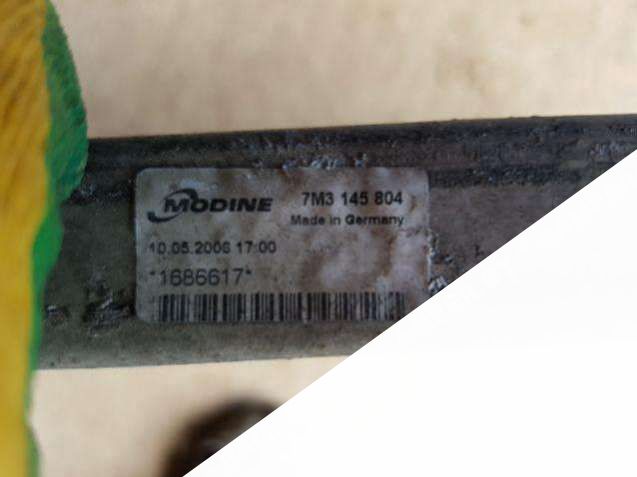 MODINE 7M3 145 804
Made in Germany
10.05.2006 17:00
*1686617*